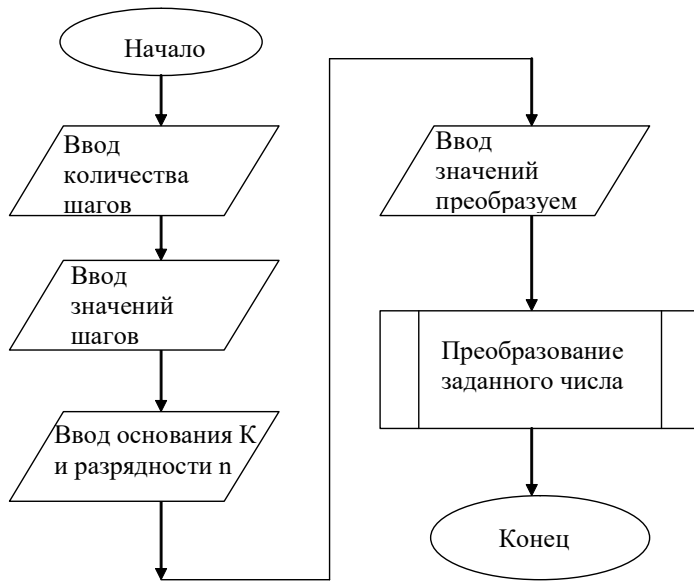 Начало
Ввод
количества
шагов
Ввод
значений
шагов
Ввод основания К
и разрядности n
Ввод
значений
преобразуем
Преобразование
заданного числа
Конец